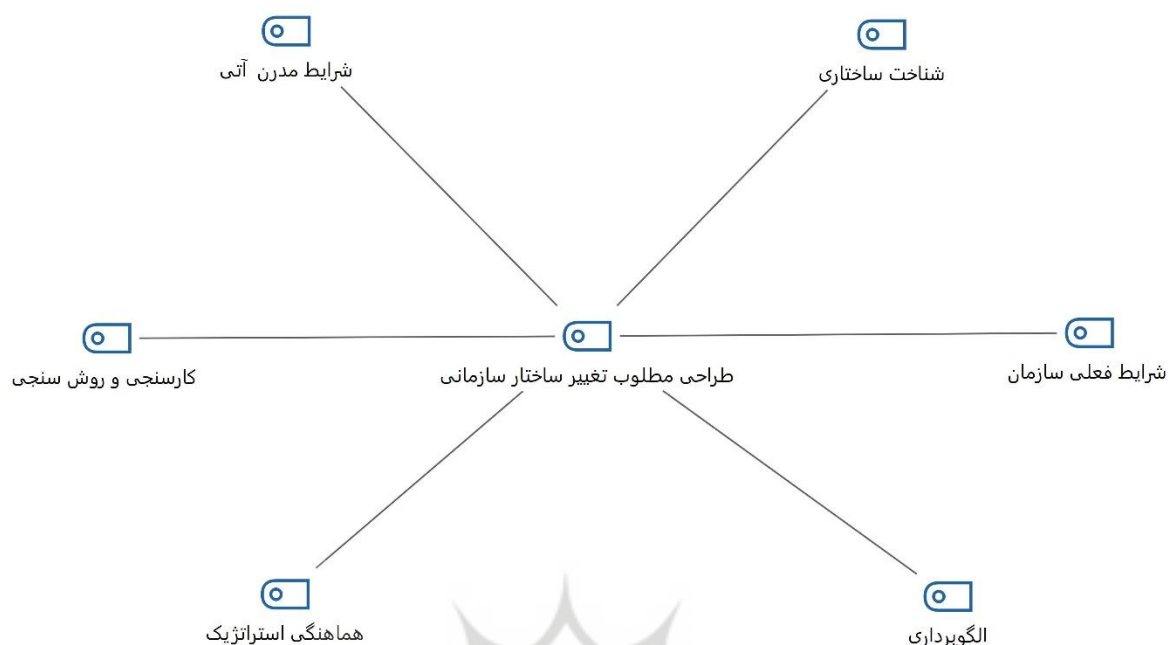 شناخت ساختاری
شرایط مدرن آتی
شرایط فعلی سازمان
طراحی مطلوب تغییر ساختار سازمانی
کارسنجی و روش سنجی
الگوبرداری
هماهنگی استراتژیک